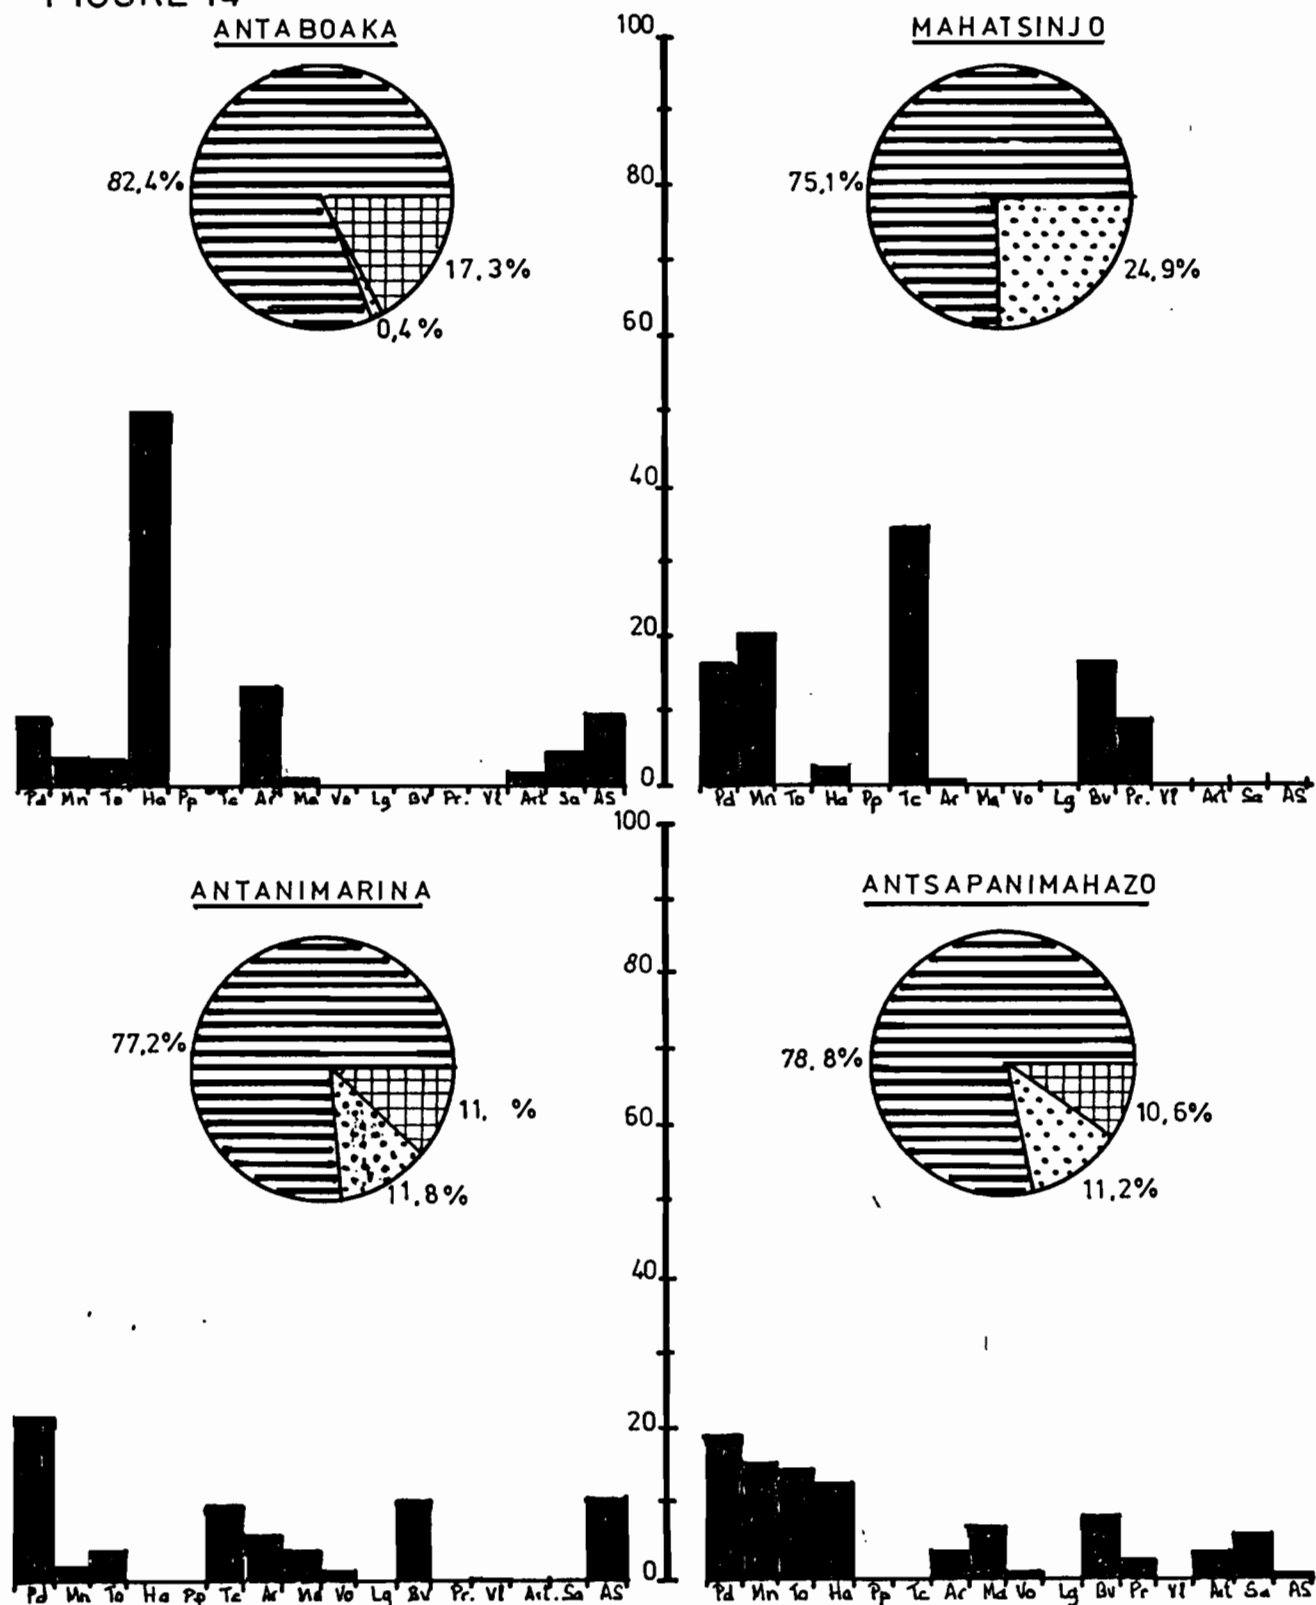 FIGURE 14
ANTABOAKA
82,4%
17,3%
0,4%
100
80
60
40
20
0
MAHATSINJO
75,1%
24,9%
Pd Mn To Ha Pp Tc Ar Ma Vo Lg Bv Pr. Vl Art Sa AS
Pd Mn To Ha Pp Tc Ar Ma Vo Lg Bv Pr. Vl Art Sa AS
ANTANIMARINA
77,2%
11, %
11,8%
100
80
60
40
20
0
ANTSAPANIMAHAZO
78,8%
10,6%
11,2%
Pd Mn To Ha Pp Tc Ar Md Vo Lg Bv Pr. Vl Art. Sa AS
Pd Mn To Ha Pp Tc Ar Md Vo Lg Bv Pr Vl Art Sa AS